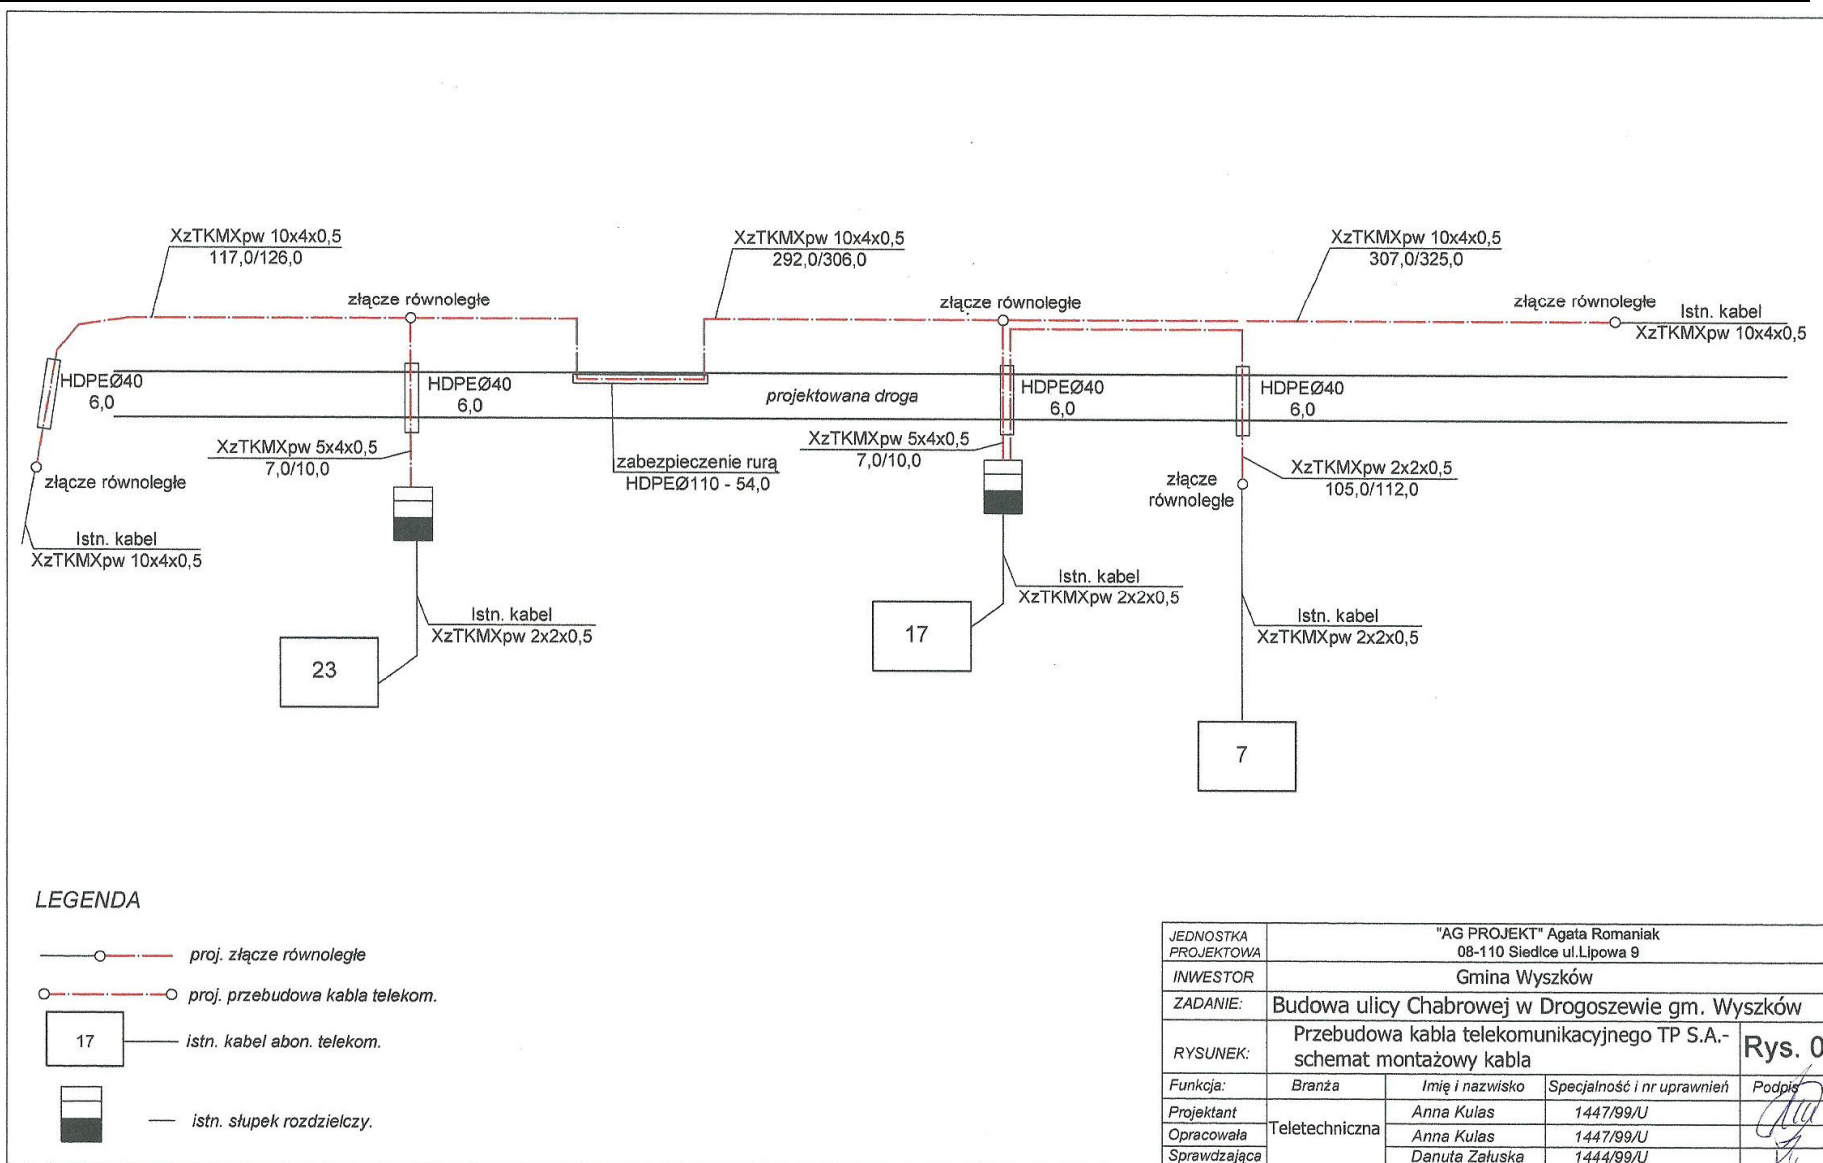 XzTKMXpw 10x4x0,5
117,0/126,0
XzTKMXpw 10x4x0,5
292,0/306,0
XzTKMXpw 10x4x0,5
307,0/325,0
złącze równoległe
złącze równoległe
złącze równoległe
Istn. kabel
XzTKMXpw 10x4x0,5
HDPEØ40
6,0
HDPEØ40
6,0
projektowana droga
HDPEØ40
6,0
HDPEØ40
6,0
XzTKMXpw 5x4x0,5
7,0/10,0
zabezpieczenie rurą
HDPEØ110 - 54,0
XzTKMXpw 5x4x0,5
7,0/10,0
XzTKMXpw 2x2x0,5
105,0/112,0
złącze równoległe
złącze
równoległe
Istn. kabel
XzTKMXpw 10x4x0,5
Istn. kabel
XzTKMXpw 2x2x0,5
Istn. kabel
XzTKMXpw 2x2x0,5
Istn. kabel
XzTKMXpw 2x2x0,5
23
17
7
LEGENDA
proj. złącze równoległe
proj. przebudowa kabla telekom.
17
istn. kabel abon. telekom.
istn. słupek rozdzielczy.
JEDNOSTKA
PROJEKTOWA
"AG PROJEKT" Agata Romaniak
08-110 Siedlce ul.Lipowa 9
INWESTOR
Gmina Wyszków
ZADANIE:
Budowa ulicy Chabrowej w Drogoszewie gm. Wyszków
RYSUNEK:
Przebudowa kabla telekomunikacyjnego TP S.A.-
schemat montażowy kabla
Rys. 0
Funkcja: Branża Imię i nazwisko Specjalność i nr uprawnień Podpis
Projektant Anna Kulas 1447/99/U
Teletechniczna
Opracowała Anna Kulas 1447/99/U
Sprawdzająca Danuta Załuska 1444/99/U